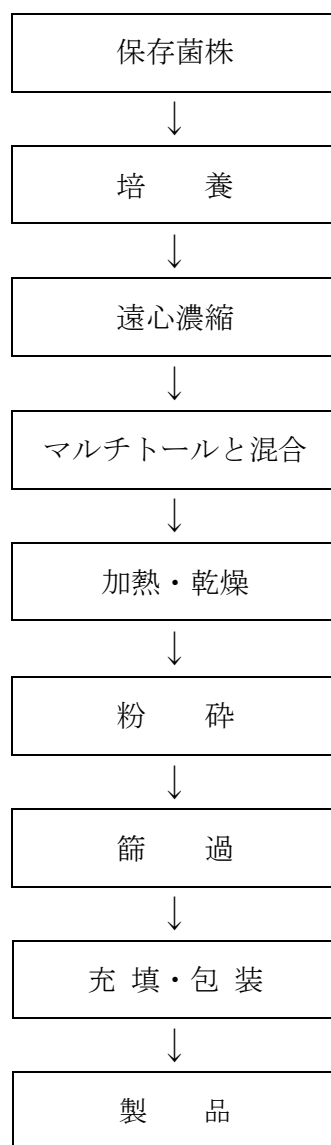 保存菌株
↓
培　　養
↓
遠心濃縮
↓
マルチトールと混合
↓
加熱・乾燥
↓
粉　　砕
↓
篩　　過
↓
充 填・包 装
↓
製　　品